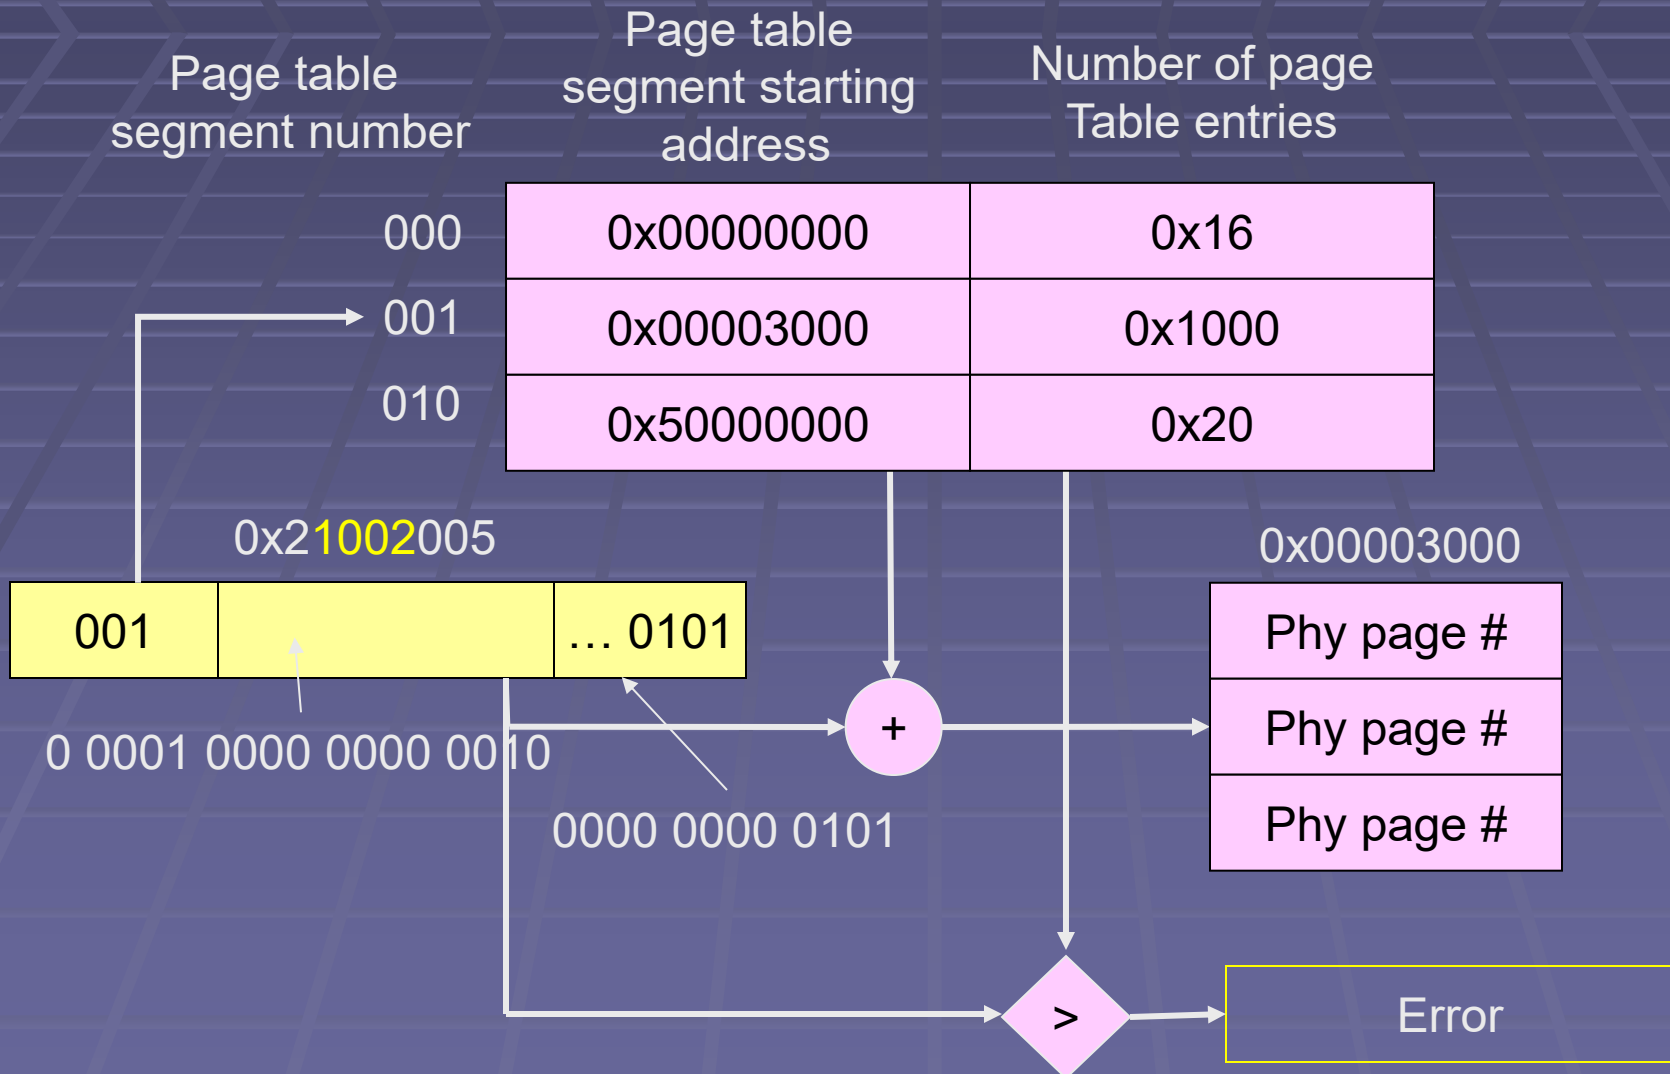 Page table
segment number
Page table
segment starting
address
Number of page
Table entries
000
0x00000000
0x16
001
0x00003000
0x1000
010
0x50000000
0x20
0x21002005
001
… 0101
0 0001 0000 0000 0010
0000 0000 0101
+
0x00003000
Phy page #
Phy page #
Phy page #
>
Error